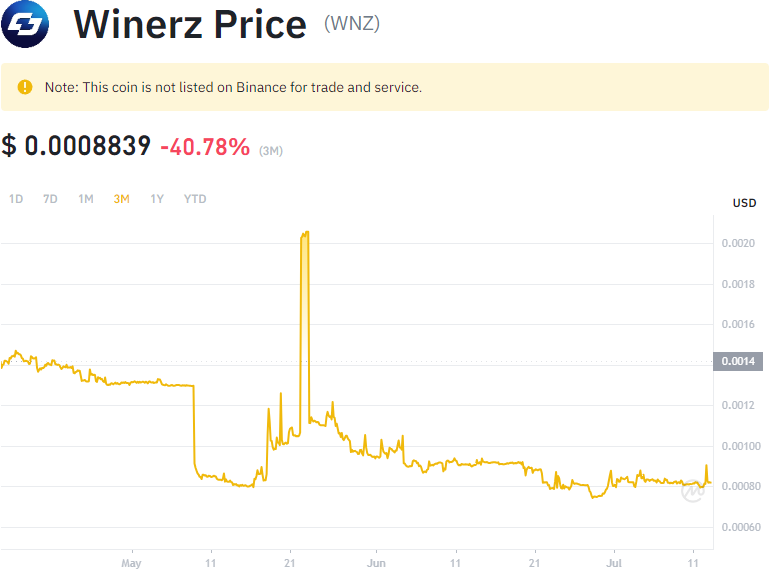 Winerz Price (WNZ)
Note: This coin is not listed on Binance for trade and service.
$ 0.0008839 -40.78% (3M)
1D 7D 1M 3M 1Y YTD
USD
0.0020
0.0018
0.0016
0.0014
0.0012
0.00100
0.00080
0.00060
May 11 21 Jun 11 21 Jul 11